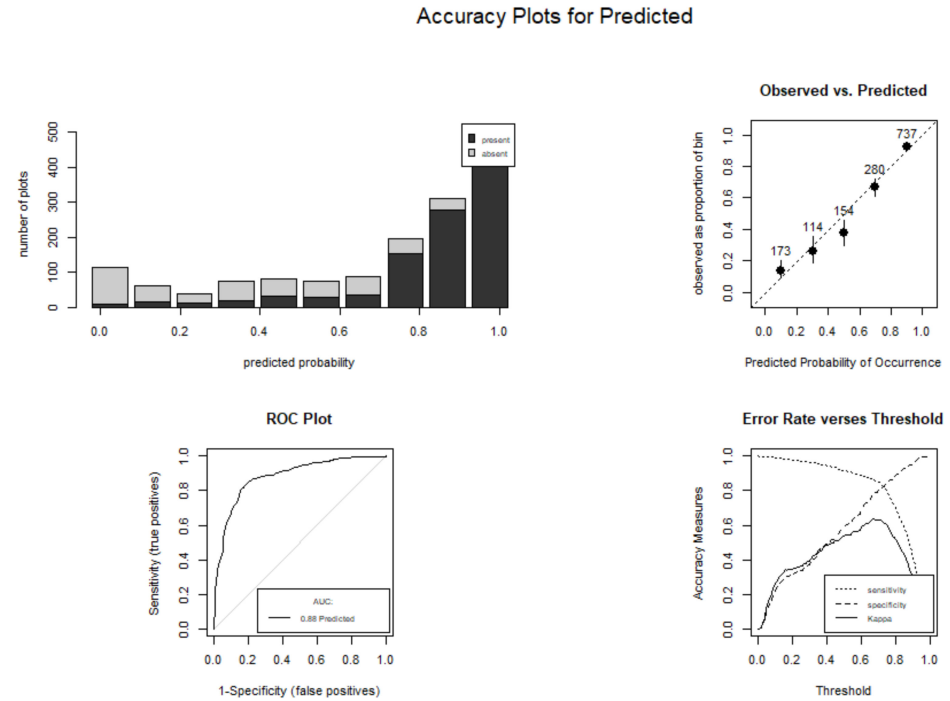 Accuracy Plots for Predicted
number of plots
0 100 200 300 400 500
present
absent
0.0 0.2 0.4 0.6 0.8 1.0
predicted probability
Observed vs. Predicted
observed as proportion of bin
0.0 0.2 0.4 0.6 0.8 1.0
173 114 154 280 737
0.0 0.2 0.4 0.6 0.8 1.0
Predicted Probability of Occurrence
ROC Plot
Sensitivity (true positives)
0.0 0.2 0.4 0.6 0.8 1.0
AUC:
0.88 Predicted
0.0 0.2 0.4 0.6 0.8 1.0
1-Specificity (false positives)
Error Rate verses Threshold
Accuracy Measures
0.0 0.2 0.4 0.6 0.8 1.0
sensitivity
specificity
Kappa
0.0 0.2 0.4 0.6 0.8 1.0
Threshold